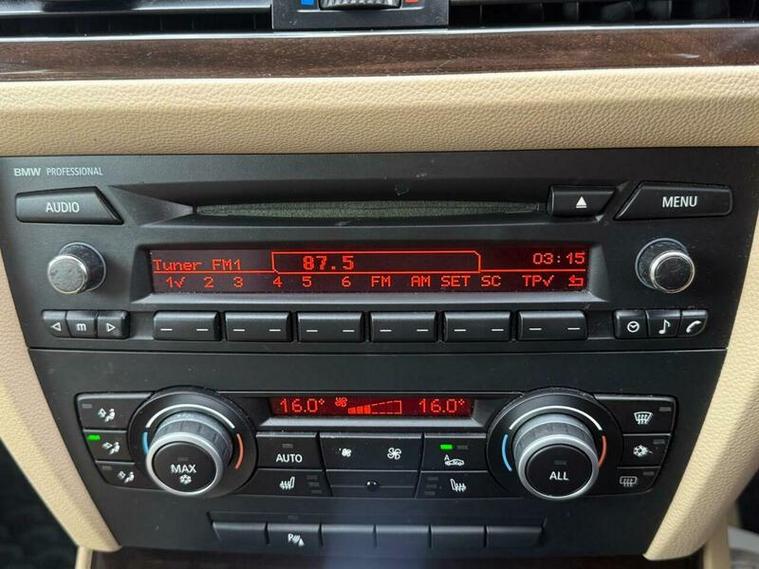 BMW PROFESSIONAL
AUDIO
MENU
Tuner FM1 87.5 03:15
1✓ 2 3 4 5 6 FM AM SET SC TP✓
m
16.0° 16.0°
MAX
AUTO
A
ALL
P